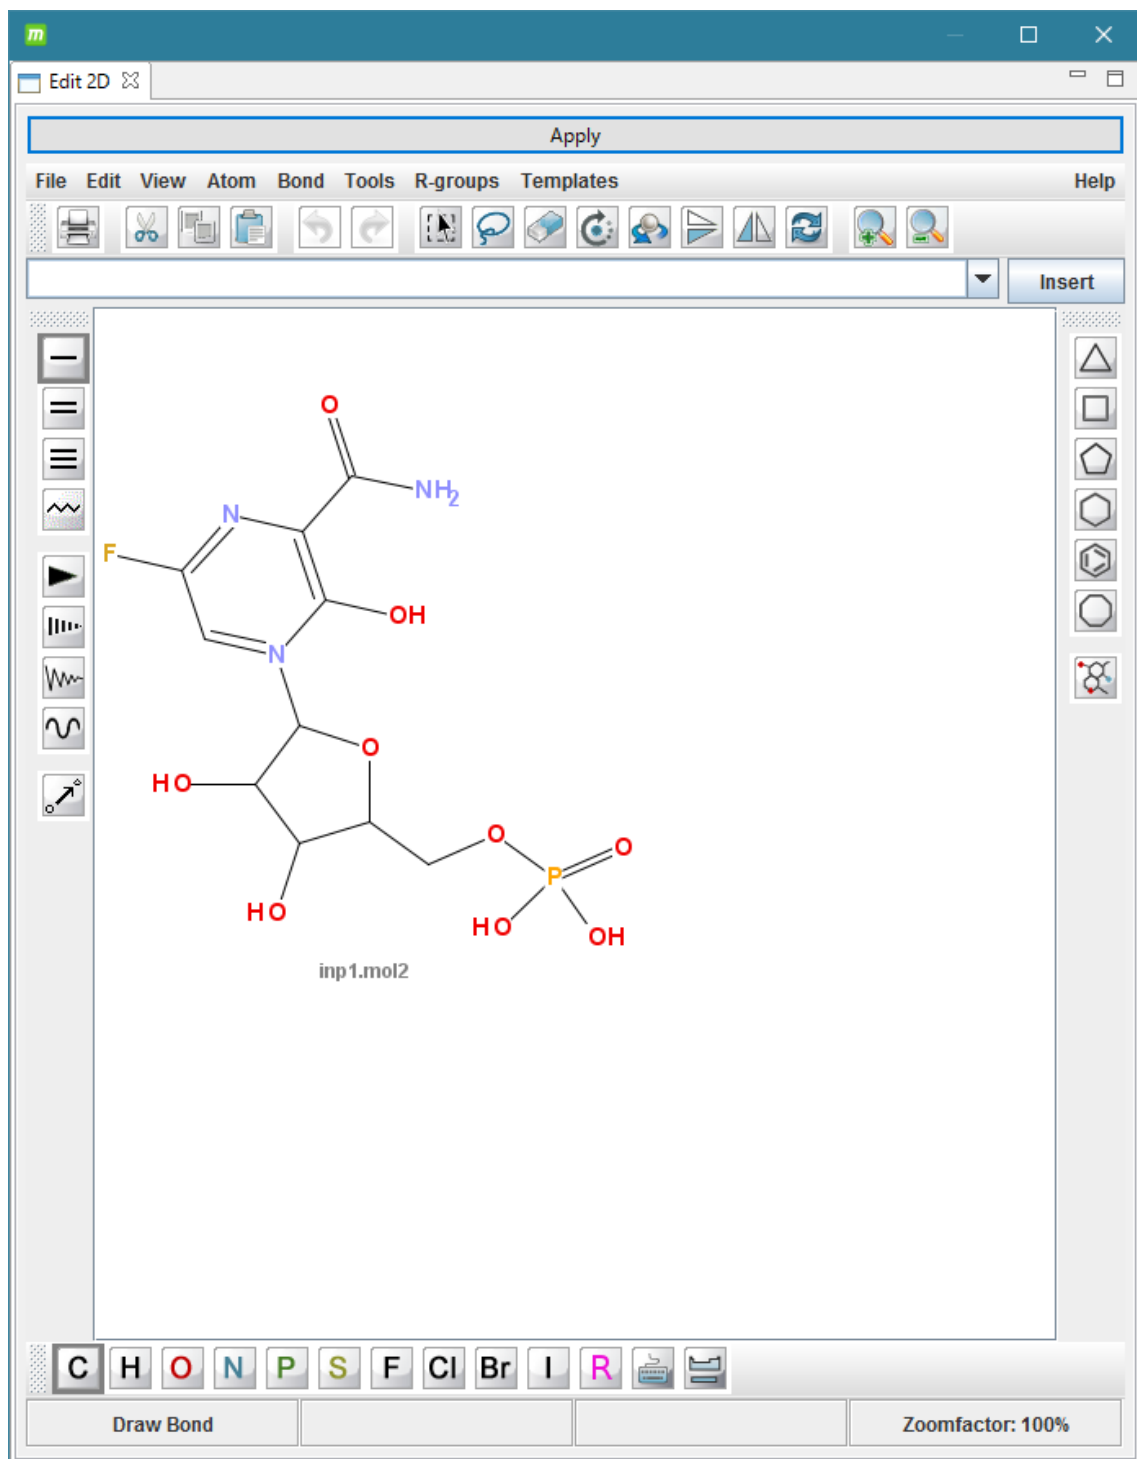 m
Edit 2D
Apply
File Edit View Atom Bond Tools R-groups Templates Help
Insert
O
NH2
N
F
OH
N
O
HO
O
O
P
HO
HO
OH
inp1.mol2
C H O N P S F Cl Br I R
Draw Bond Zoomfactor: 100%